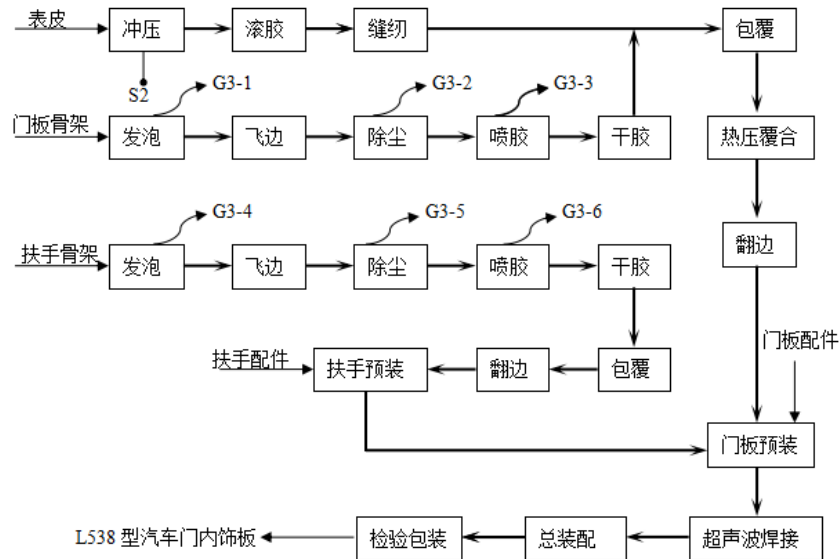 表皮 冲压 滚胶 缝纫 包覆
S2 G3-1 G3-2 G3-3
门板骨架 发泡 飞边 除尘 喷胶 干胶 热压覆合
G3-4 G3-5 G3-6
扶手骨架 发泡 飞边 除尘 喷胶 干胶 翻边
扶手配件 扶手预装 翻边 包覆 门板配件
门板预装
L538 型汽车门内饰板 检验包装 总装配 超声波焊接